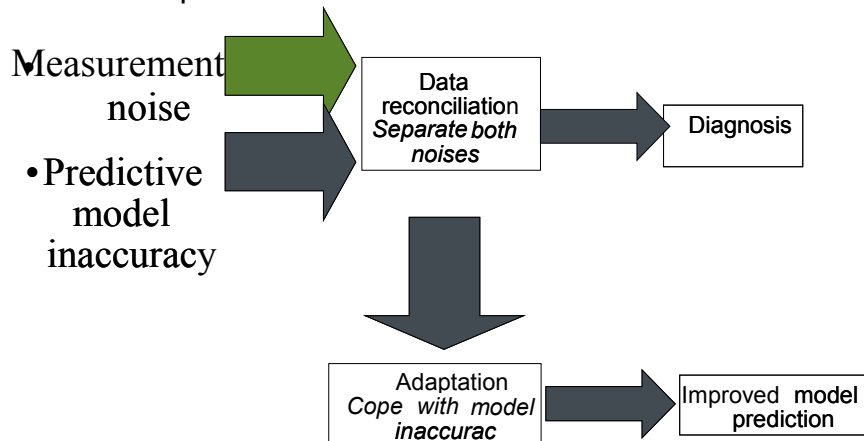 •Measurement
noise
•Predictive
model
inaccuracy
Data
reconciliation
Separate both
noises
Diagnosis
Adaptation
Cope with model
inaccurac
Improved model
prediction